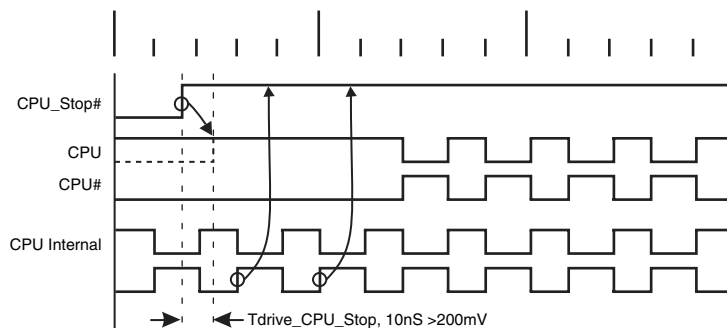 CPU_Stop#
CPU
CPU#
CPU Internal
Tdrive_CPU_Stop, 10nS >200mV